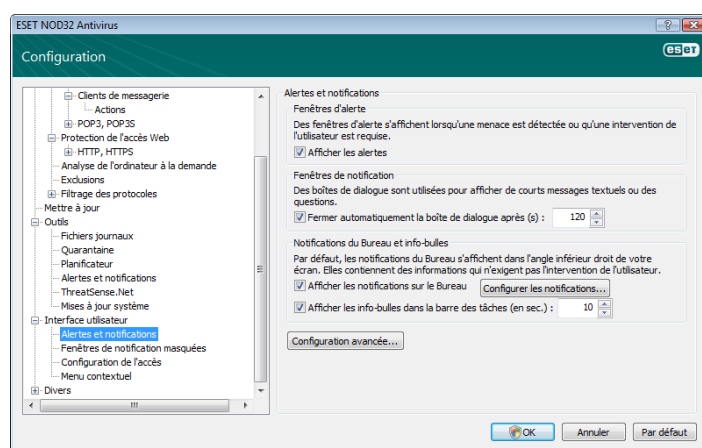 ESET NOD32 Antivirus
Configuration
eset
Clients de messagerie
Actions
POP3, POP3S
Protection de l'accès Web
HTTP, HTTPS
Analyse de l'ordinateur à la demande
Exclusions
Filtrage des protocoles
Mettre à jour
Outils
Fichiers journaux
Quarantaine
Planificateur
Alertes et notifications
ThreatSense.Net
Mises à jour système
Interface utilisateur
Alertes et notifications
Fenêtres de notification masquées
Configuration de l'accès
Menu contextuel
Divers
Alertes et notifications
Fenêtres d'alerte
Des fenêtres d'alerte s'affichent lorsqu'une menace est détectée ou qu'une intervention de
l'utilisateur est requise.
Afficher les alertes
Fenêtres de notification
Des boîtes de dialogue sont utilisées pour afficher de courts messages textuels ou des
questions.
Fermer automatiquement la boîte de dialogue après (s) : 120
Notifications du Bureau et info-bulles
Par défaut, les notifications du Bureau s'affichent dans l'angle inférieur droit de votre
écran. Elles contiennent des informations qui n'exigent pas l'intervention de l'utilisateur.
Afficher les notifications sur le Bureau Configurer les notifications...
Afficher les info-bulles dans la barre des tâches (en sec.) : 10
Configuration avancée...
OK Annuler Par défaut